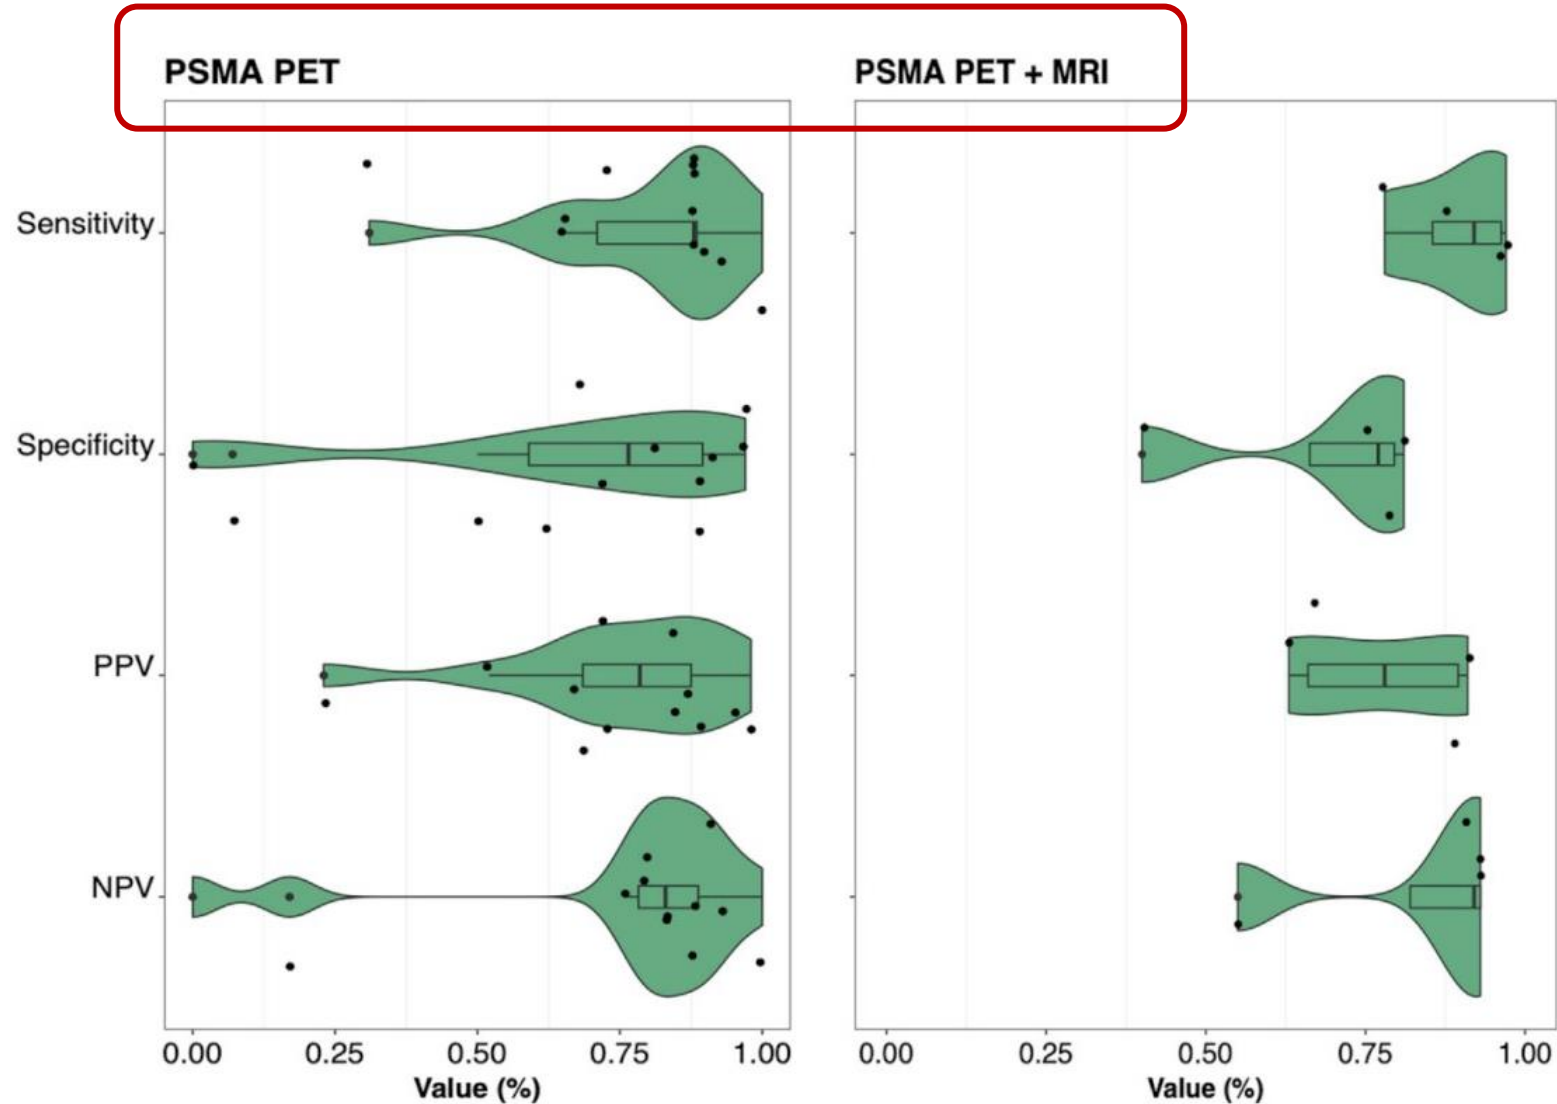 PSMA PET
PSMA PET + MRI
Sensitivity
Specificity
PPV
NPV
0.00 0.25 0.50 0.75 1.00
0.00 0.25 0.50 0.75 1.00
Value (%)
Value (%)